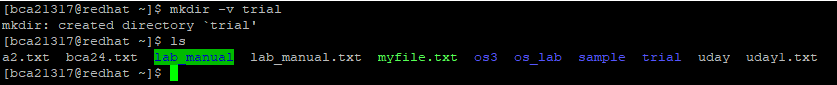 [bca21317@redhat ~]$ mkdir -v trial
mkdir: created directory `trial'
[bca21317@redhat ~]$ ls
a2.txt  bca24.txt  lab_manual  lab_manual.txt  myfile.txt  os3  os_lab  sample  trial  uday  uday1.txt
[bca21317@redhat ~]$